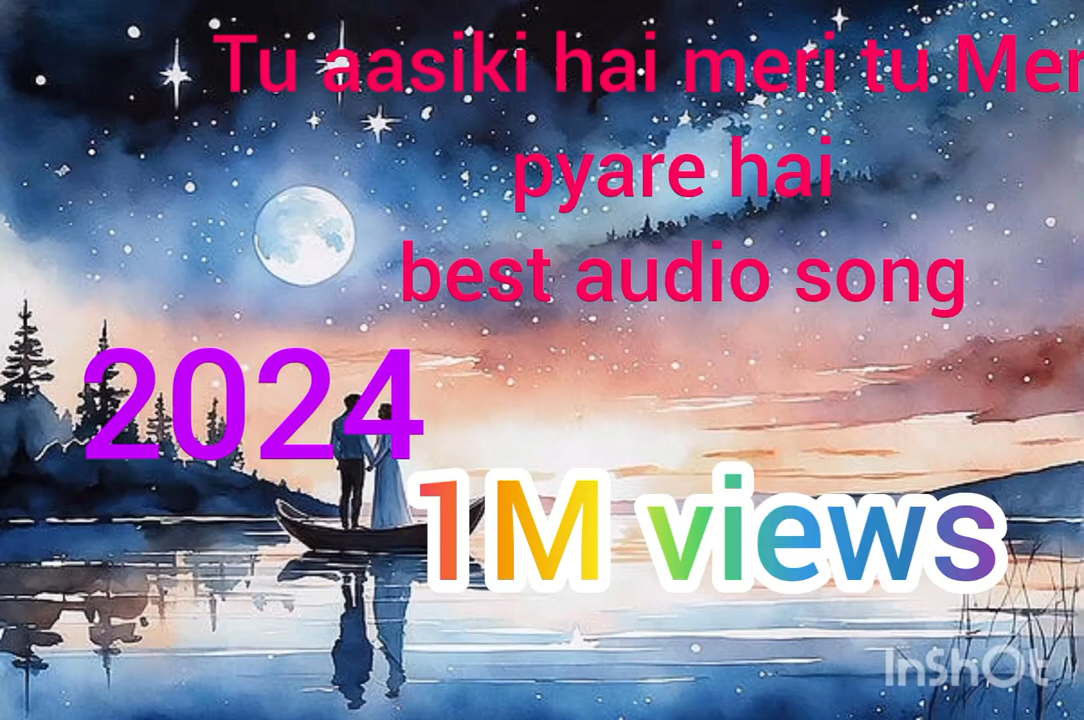 Tu aasiki hai meri tu Mer
pyare hai
best audio song
2024
1M views
InShOt